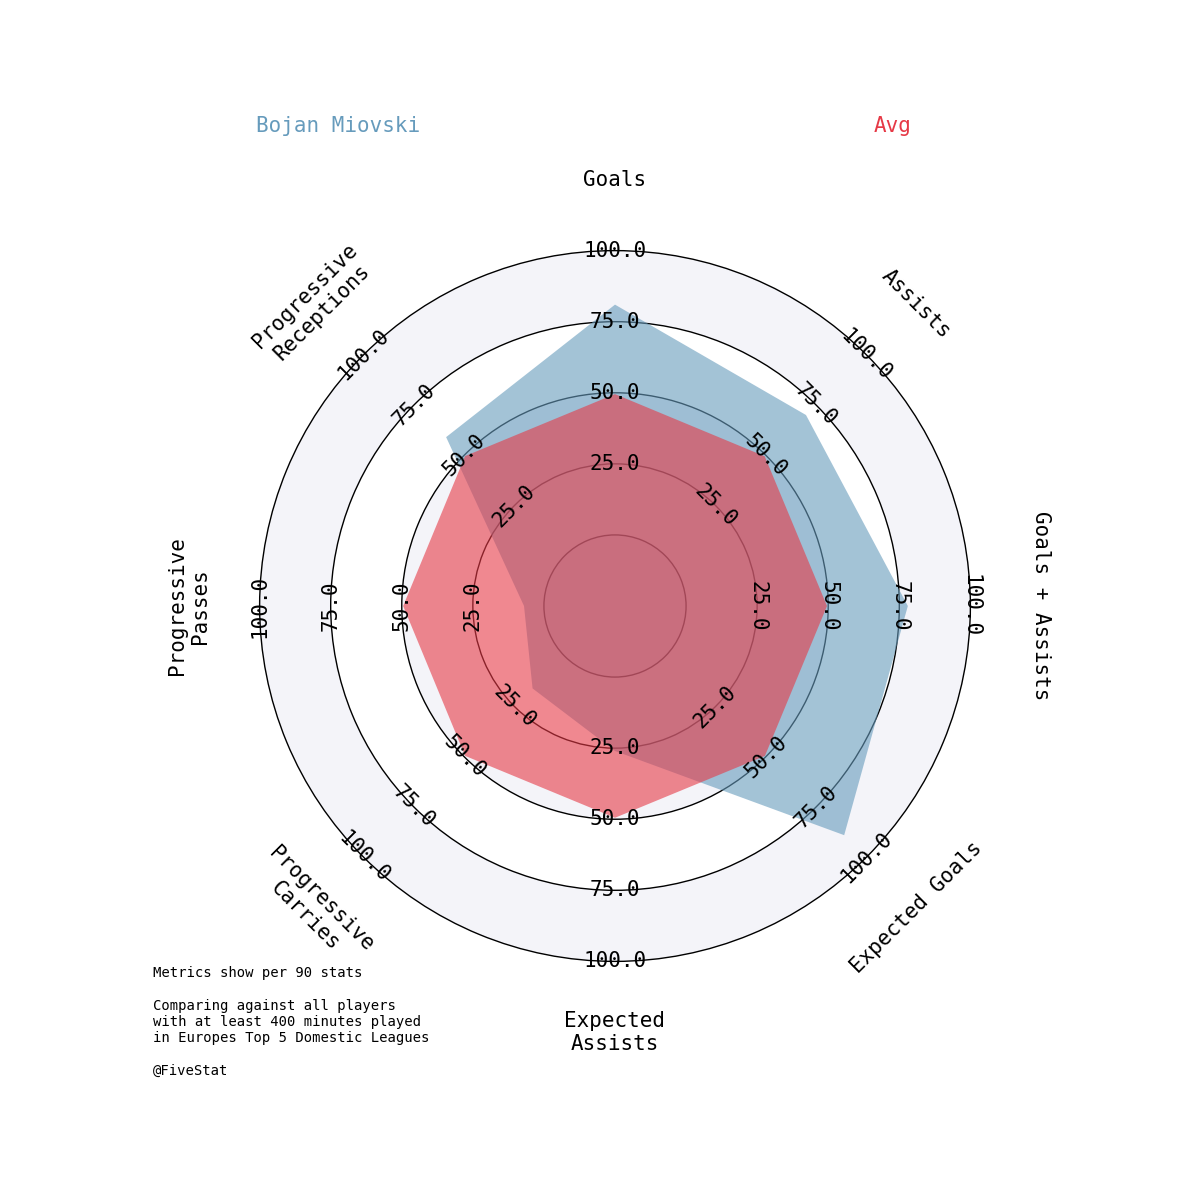 Bojan Miovski
Avg
Goals
Assists
Goals + Assists
Expected Goals
Expected
Assists
Progressive
Carries
Progressive
Passes
Progressive
Receptions
25.0
50.0
75.0
100.0
25.0
50.0
75.0
100.0
25.0
50.0
75.0
100.0
25.0
50.0
75.0
100.0
25.0
50.0
75.0
100.0
25.0
50.0
75.0
100.0
25.0
50.0
75.0
100.0
25.0
50.0
75.0
100.0
Metrics show per 90 stats
Comparing against all players
with at least 400 minutes played
in Europes Top 5 Domestic Leagues
@FiveStat